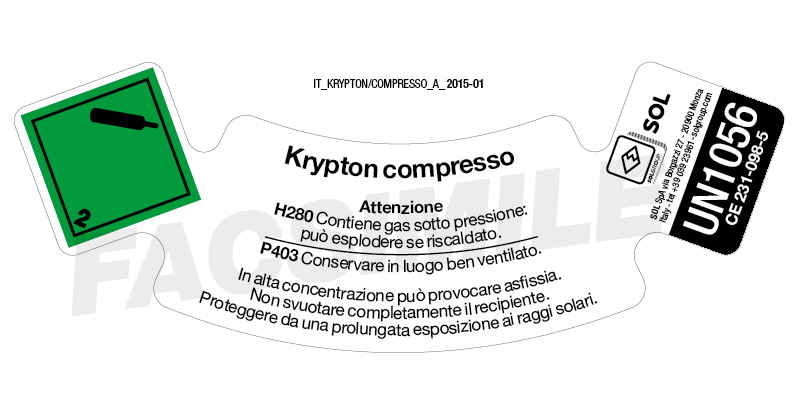 IT_KRYPTON/COMPRESSO_A_ 2015-01
2
Krypton compresso
Attenzione
H280 Contiene gas sotto pressione:
può esplodere se riscaldato.
P403 Conservare in luogo ben ventilato.
In alta concentrazione può provocare asfissia.
Non svuotare completamente il recipiente.
Proteggere da una prolungata esposizione ai raggi solari.
SOLGROUP
SOL
SOL SpA via Borgazzi 27 - 20900 Monza
Italy - tel +39 039 23961 - solgroup.com
UN1056
CE 231-098-5
FACSIMILE